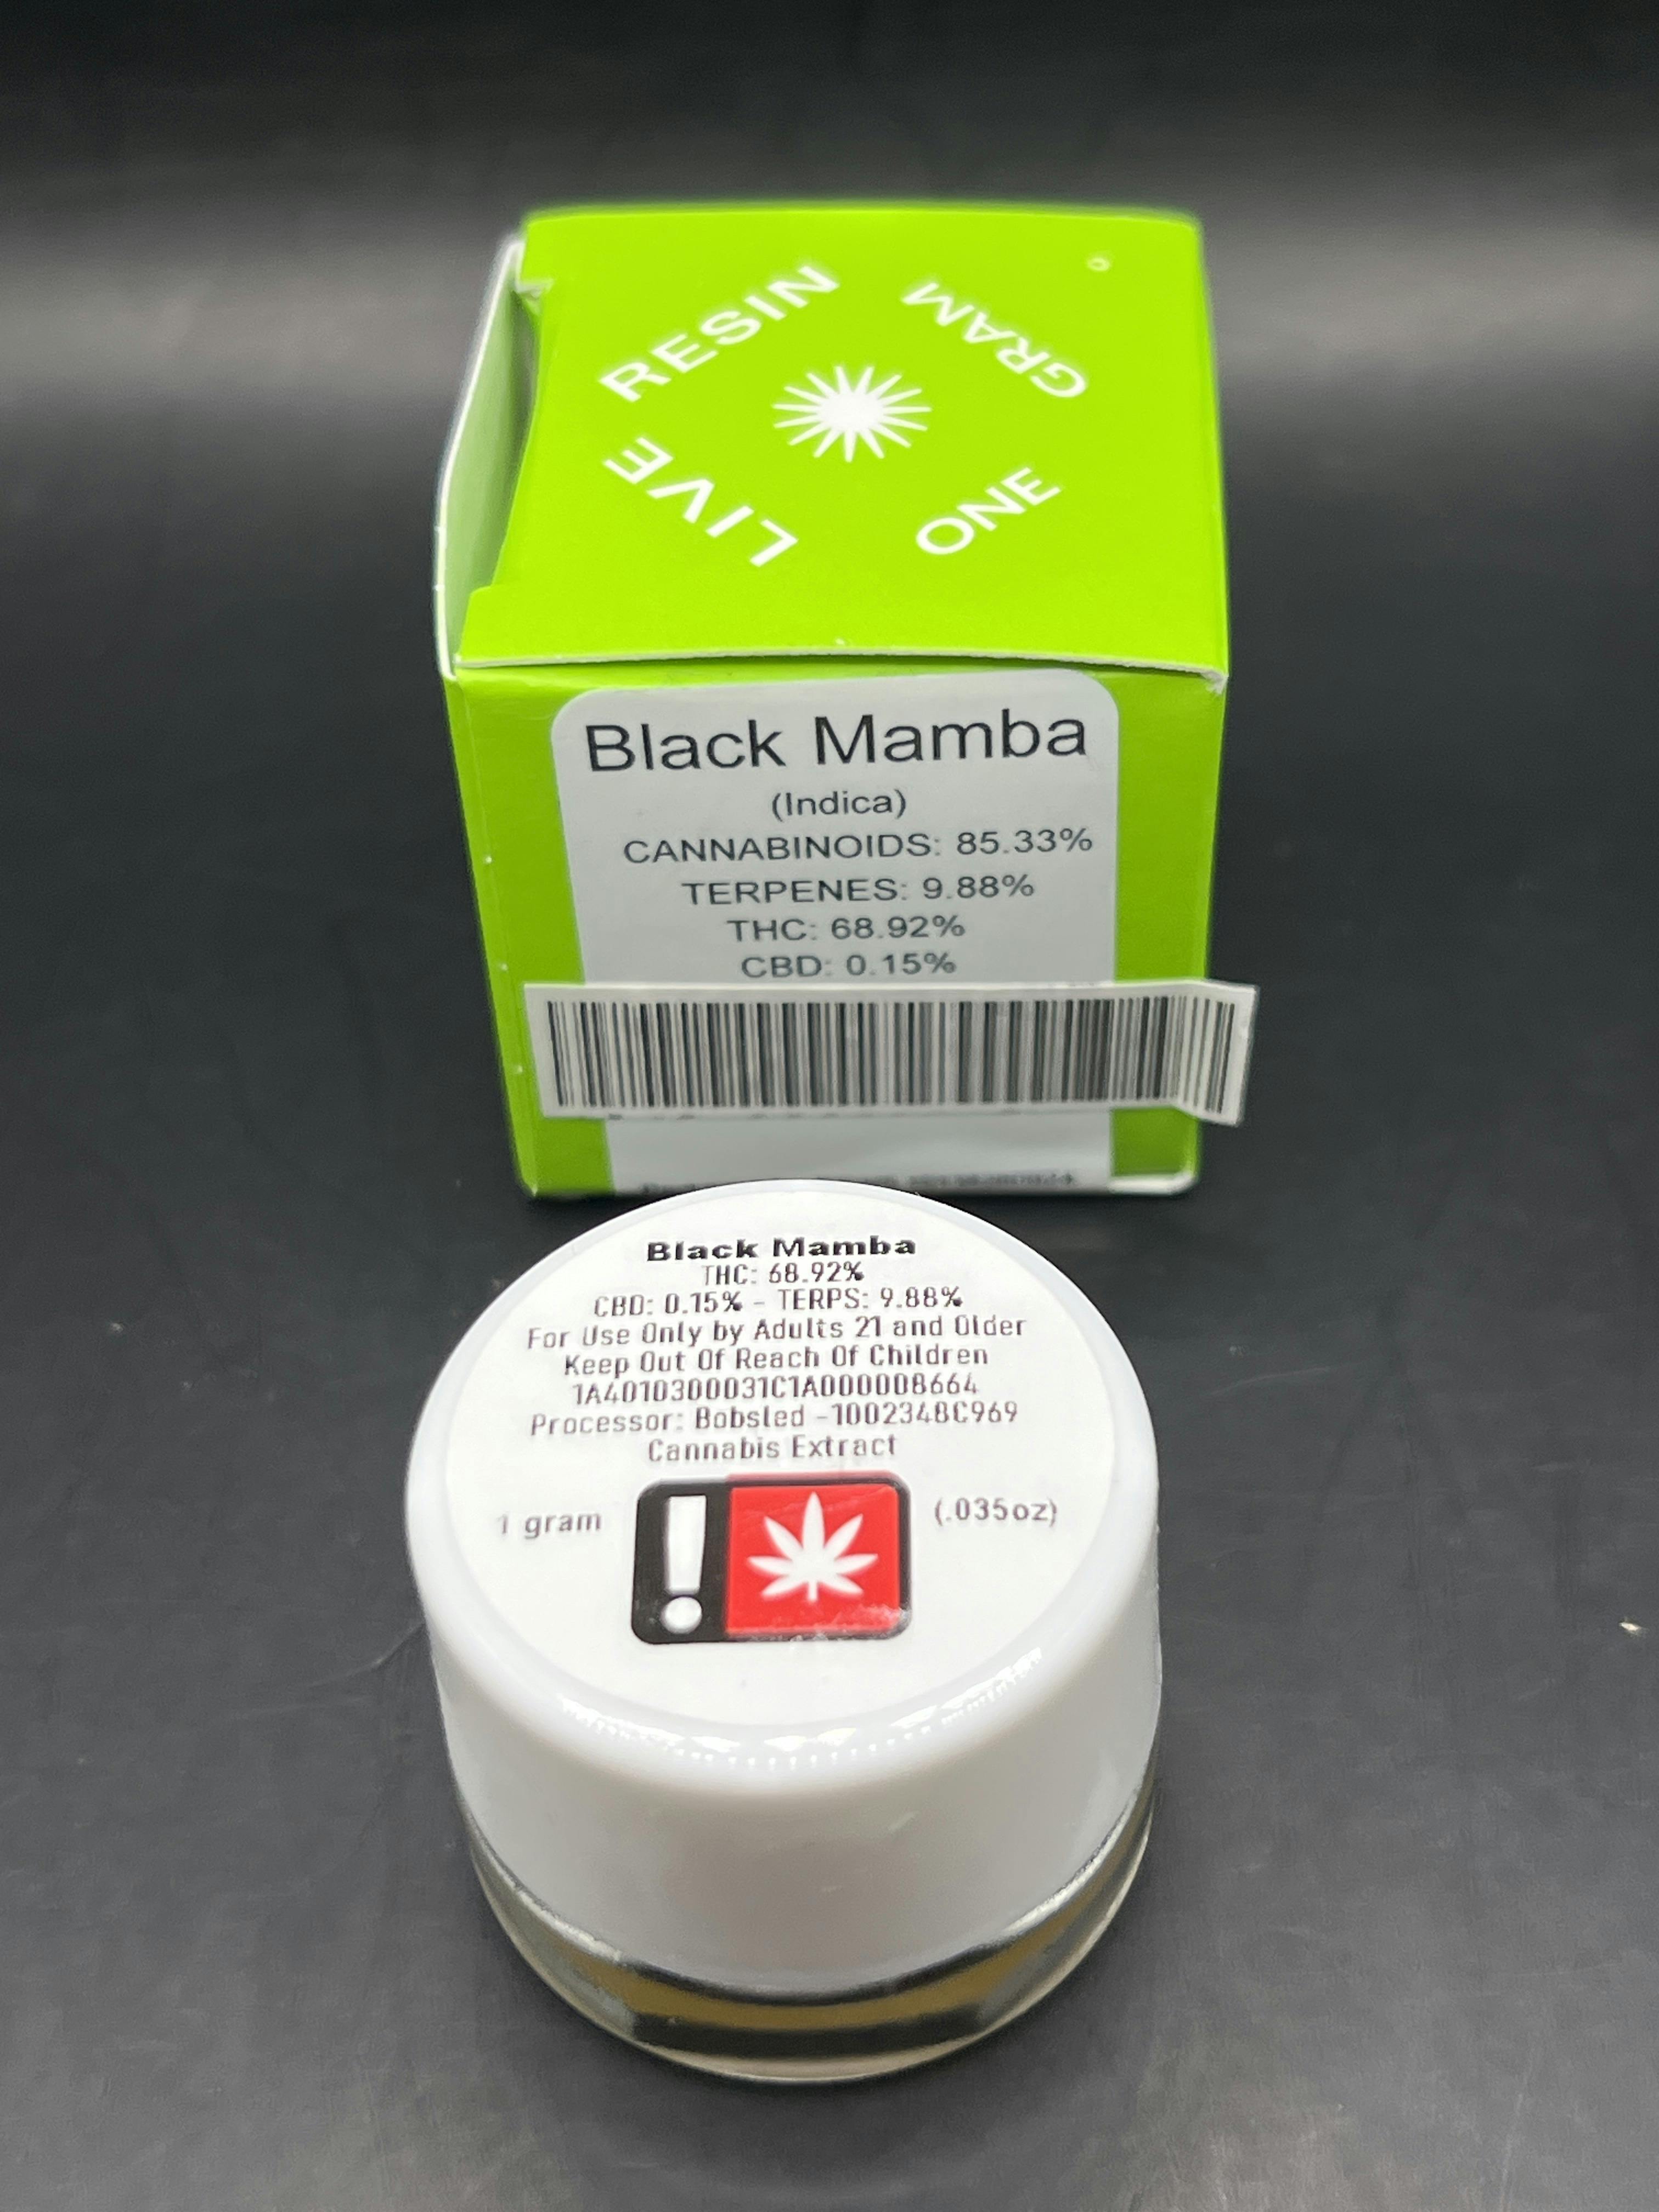 LIVE RESIN
ONE GRAM
Black Mamba
(Indica)
CANNABINOIDS: 85.33%
TERPENES: 9.88%
THC: 68.92%
CBD: 0.15%
Black Mamba
THC: 68.92%
CBD: 0.15% - TERPS: 9.88%
For Use Only by Adults 21 and Older
Keep Out Of Reach Of Children
1A4010300031C1A000008664
Processor: Bobsled -1002348C969
Cannabis Extract
1 gram (.035oz)